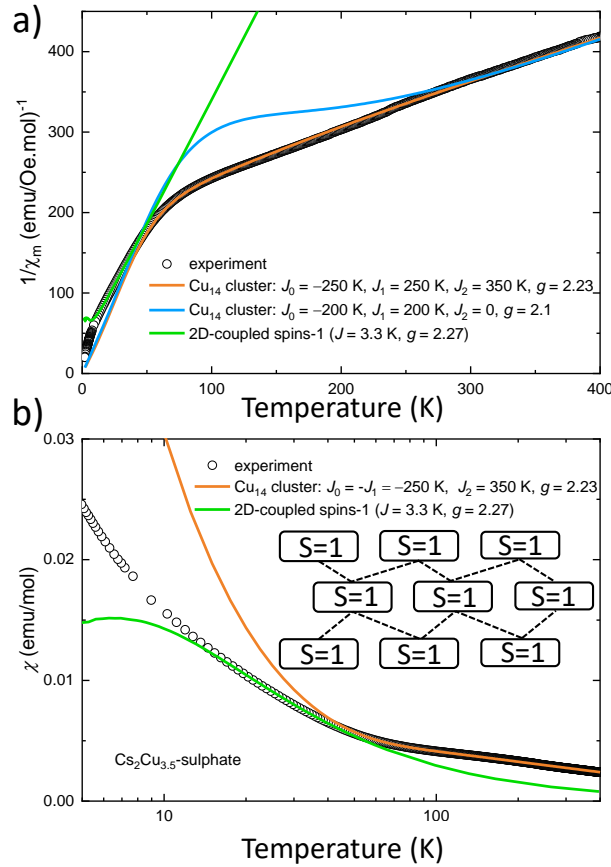 a)
400
300
200
100
0
1/χₘ (emu/Oe.mol)⁻¹
experiment
Cu₁₄ cluster: J₀ = −250 K, J₁ = 250 K, J₂ = 350 K, g = 2.23
Cu₁₄ cluster: J₀ = −200 K, J₁ = 200 K, J₂ = 0, g = 2.1
2D-coupled spins-1 (J = 3.3 K, g = 2.27)
0 100 200 300 400
Temperature (K)
b)
0.03
0.02
0.01
0.00
χ (emu/mol)
experiment
Cu₁₄ cluster: J₀ = -J₁ = −250 K, J₂ = 350 K, g = 2.23
2D-coupled spins-1 (J = 3.3 K, g = 2.27)
S=1 S=1 S=1
S=1 S=1 S=1
S=1 S=1 S=1
Cs₂Cu₃.₅-sulphate
10 100
Temperature (K)